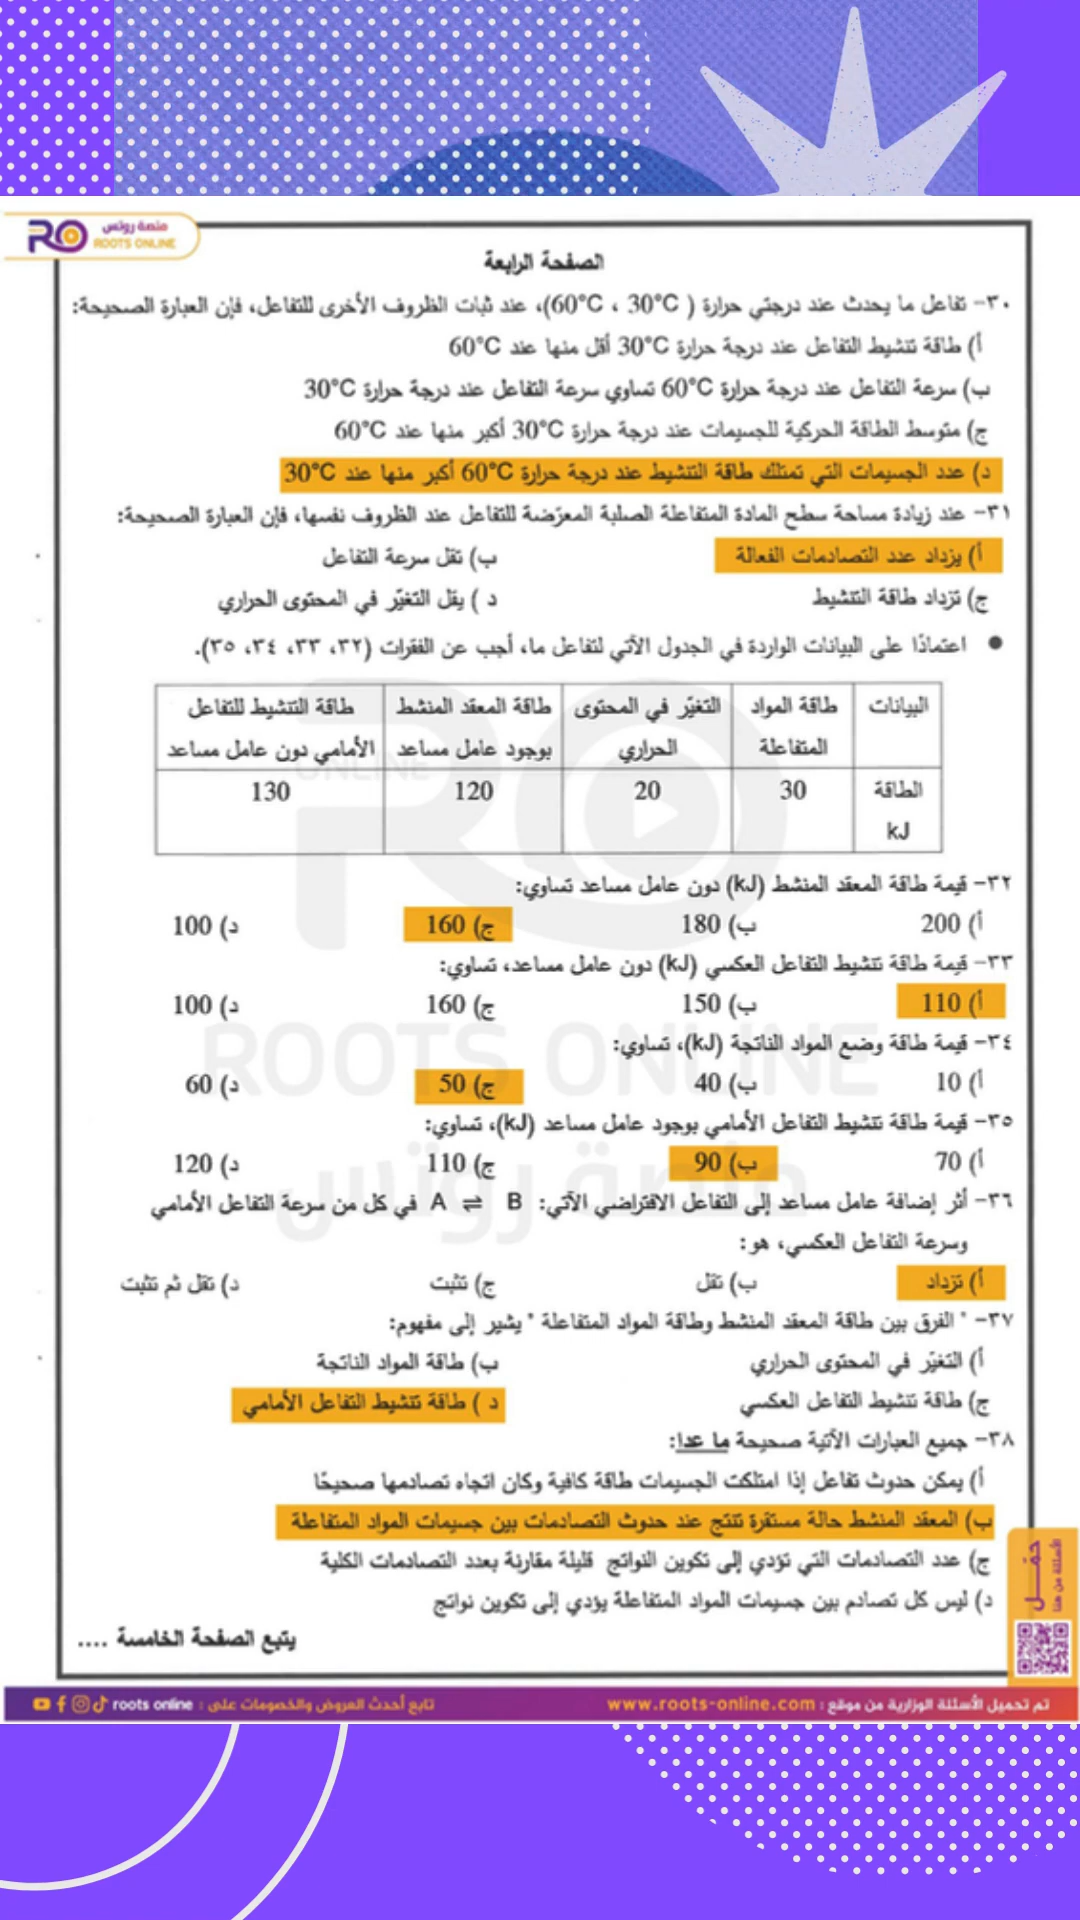 منصة روتس
ROOTS ONLINE
الصفحة الرابعة
٣٠- تفاعل ما يحدث عند درجتي حرارة ( 30°C ، 60°C)، عند ثبات الظروف الأخرى للتفاعل، فإن العبارة الصحيحة:
أ) طاقة تنشيط التفاعل عند درجة حرارة 30°C أقل منها عند 60°C
ب) سرعة التفاعل عند درجة حرارة 60°C تساوي سرعة التفاعل عند درجة حرارة 30°C
ج) متوسط الطاقة الحركية للجسيمات عند درجة حرارة 30°C أكبر منها عند 60°C
د) عدد الجسيمات التي تمتلك طاقة التنشيط عند درجة حرارة 60°C أكبر منها عند 30°C
٣١- عند زيادة مساحة سطح المادة المتفاعلة الصلبة المعرّضة للتفاعل عند الظروف نفسها، فإن العبارة الصحيحة:
أ) يزداد عدد التصادمات الفعالة ب) تقل سرعة التفاعل
ج) تزداد طاقة التنشيط د ) يقل التغيّر في المحتوى الحراري
● اعتمادًا على البيانات الواردة في الجدول الآتي لتفاعل ما، أجب عن الفقرات (٣٢، ٣٣، ٣٤، ٣٥).
البيانات طاقة المواد التغيّر في المحتوى طاقة المعقد المنشط طاقة التنشيط للتفاعل
المتفاعلة الحراري بوجود عامل مساعد الأمامي دون عامل مساعد
الطاقة 30 20 120 130
kJ
٣٢- قيمة طاقة المعقد المنشط (kJ) دون عامل مساعد تساوي:
أ) 200 ب) 180 ج) 160 د) 100
٣٣- قيمة طاقة تنشيط التفاعل العكسي (kJ) دون عامل مساعد، تساوي:
أ) 110 ب) 150 ج) 160 د) 100
٣٤- قيمة طاقة وضع المواد الناتجة (kJ)، تساوي:
أ) 10 ب) 40 ج) 50 د) 60
٣٥- قيمة طاقة تنشيط التفاعل الأمامي بوجود عامل مساعد (kJ)، تساوي:
أ) 70 ب) 90 ج) 110 د) 120
٣٦- أثر إضافة عامل مساعد إلى التفاعل الافتراضي الآتي: A ⇌ B في كل من سرعة التفاعل الأمامي
وسرعة التفاعل العكسي، هو:
أ) تزداد ب) تقل ج) تثبت د) تقل ثم تثبت
٣٧- " الفرق بين طاقة المعقد المنشط وطاقة المواد المتفاعلة " يشير إلى مفهوم:
أ) التغيّر في المحتوى الحراري ب) طاقة المواد الناتجة
ج) طاقة تنشيط التفاعل العكسي د ) طاقة تنشيط التفاعل الأمامي
٣٨- جميع العبارات الآتية صحيحة ما عدا:
أ) يمكن حدوث تفاعل إذا امتلكت الجسيمات طاقة كافية وكان اتجاه تصادمها صحيحًا
ب) المعقد المنشط حالة مستقرة تنتج عند حدوث التصادمات بين جسيمات المواد المتفاعلة
ج) عدد التصادمات التي تؤدي إلى تكوين النواتج قليلة مقارنة بعدد التصادمات الكلية
د) ليس كل تصادم بين جسيمات المواد المتفاعلة يؤدي إلى تكوين نواتج
يتبع الصفحة الخامسة ....
حمّــل
الأسئلة من هنا
تم تحميل الأسئلة الوزارية من موقع : www.roots-online.com
تابع أحدث العروض والخصومات على : roots online
ONLINE
ROOTS ONLINE
منصة روتس